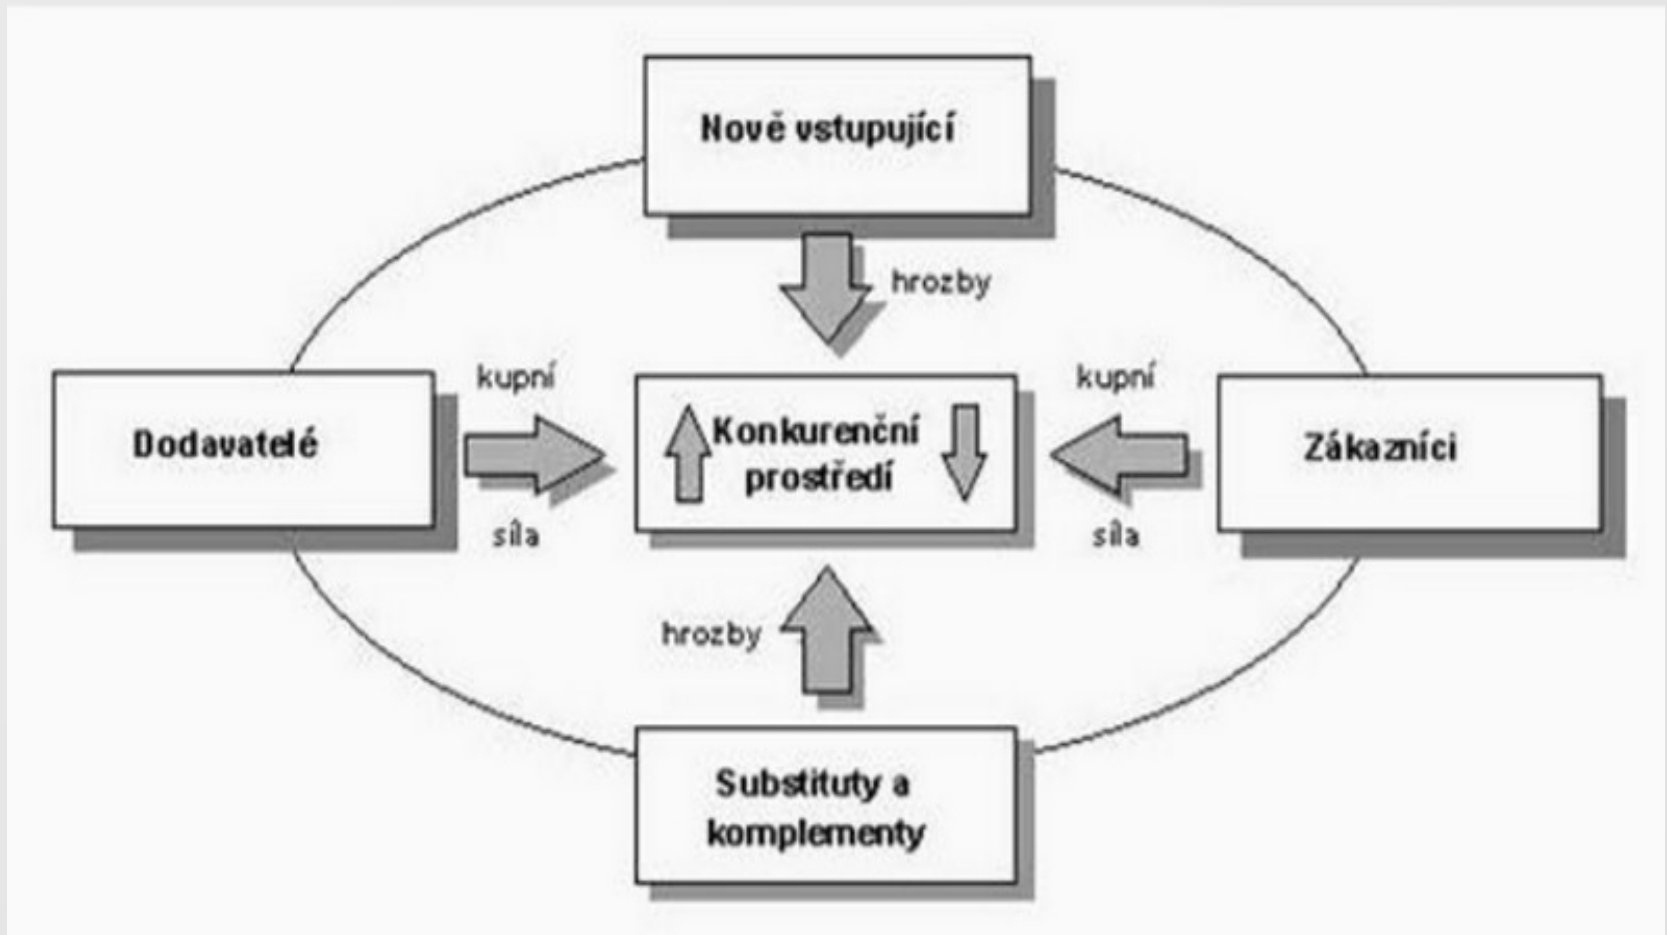 Nově vstupující
hrozby
kupní
kupní
Dodavatelé
Konkurenční
prostředí
Zákazníci
síla
síla
hrozby
Substituty a
komplementy